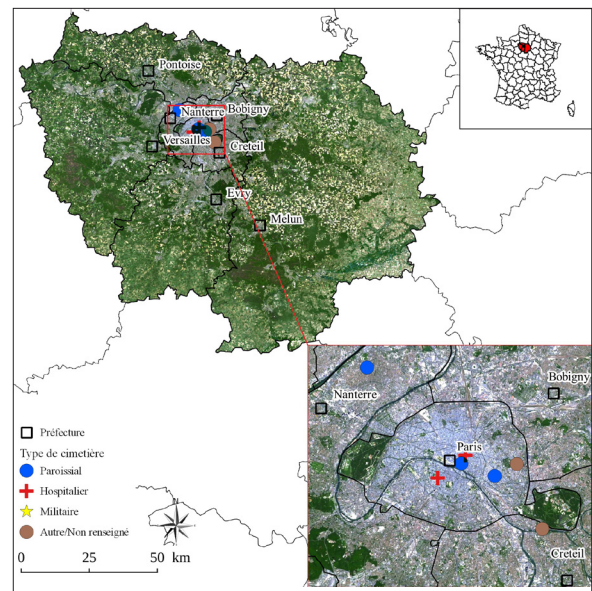 Pontoise
Nanterre
Bobigny
Versailles
Creteil
Evry
Melun
Nanterre
Bobigny
Paris
Creteil
Préfecture
Type de cimetière
Paroissial
Hospitalier
Militaire
Autre/Non renseigné
0 25 50 km